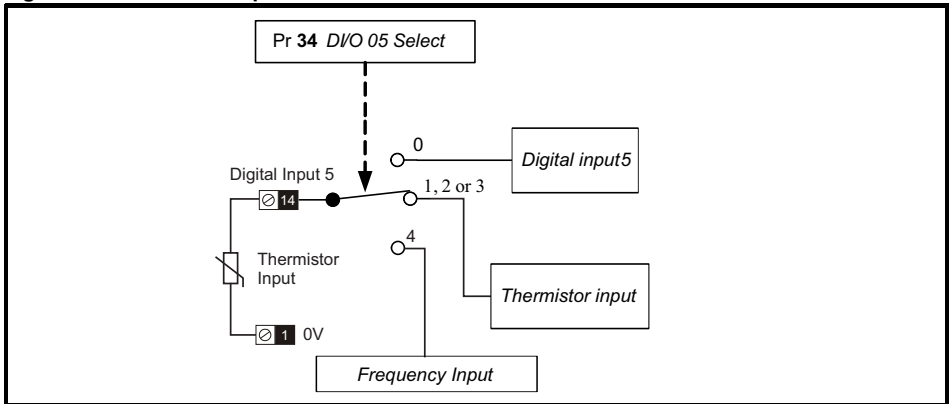 Pr 34 DI/O 05 Select
0
Digital input5
Digital Input 5
1, 2 or 3
14
4
Thermistor
Input
Thermistor input
1 0V
Frequency Input